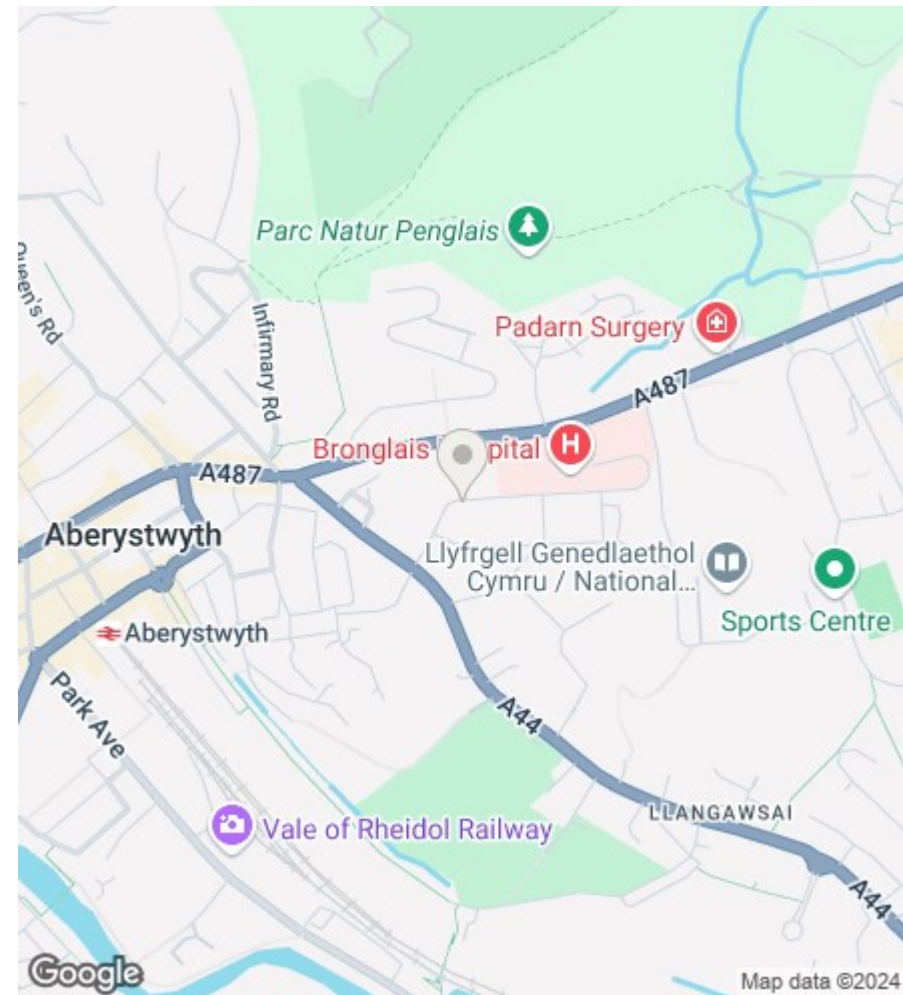 Parc Natur Penglais
Queen's Rd
Infirmary Rd
Padarn Surgery
A487
Bronglais
pital
H
A487
Aberystwyth
Llyfrgell Genedlaethol
Cymru / National...
Sports Centre
Aberystwyth
Park Ave
A44
LLANGAWSAI
Vale of Rheidol Railway
A44
Google
Map data ©2024